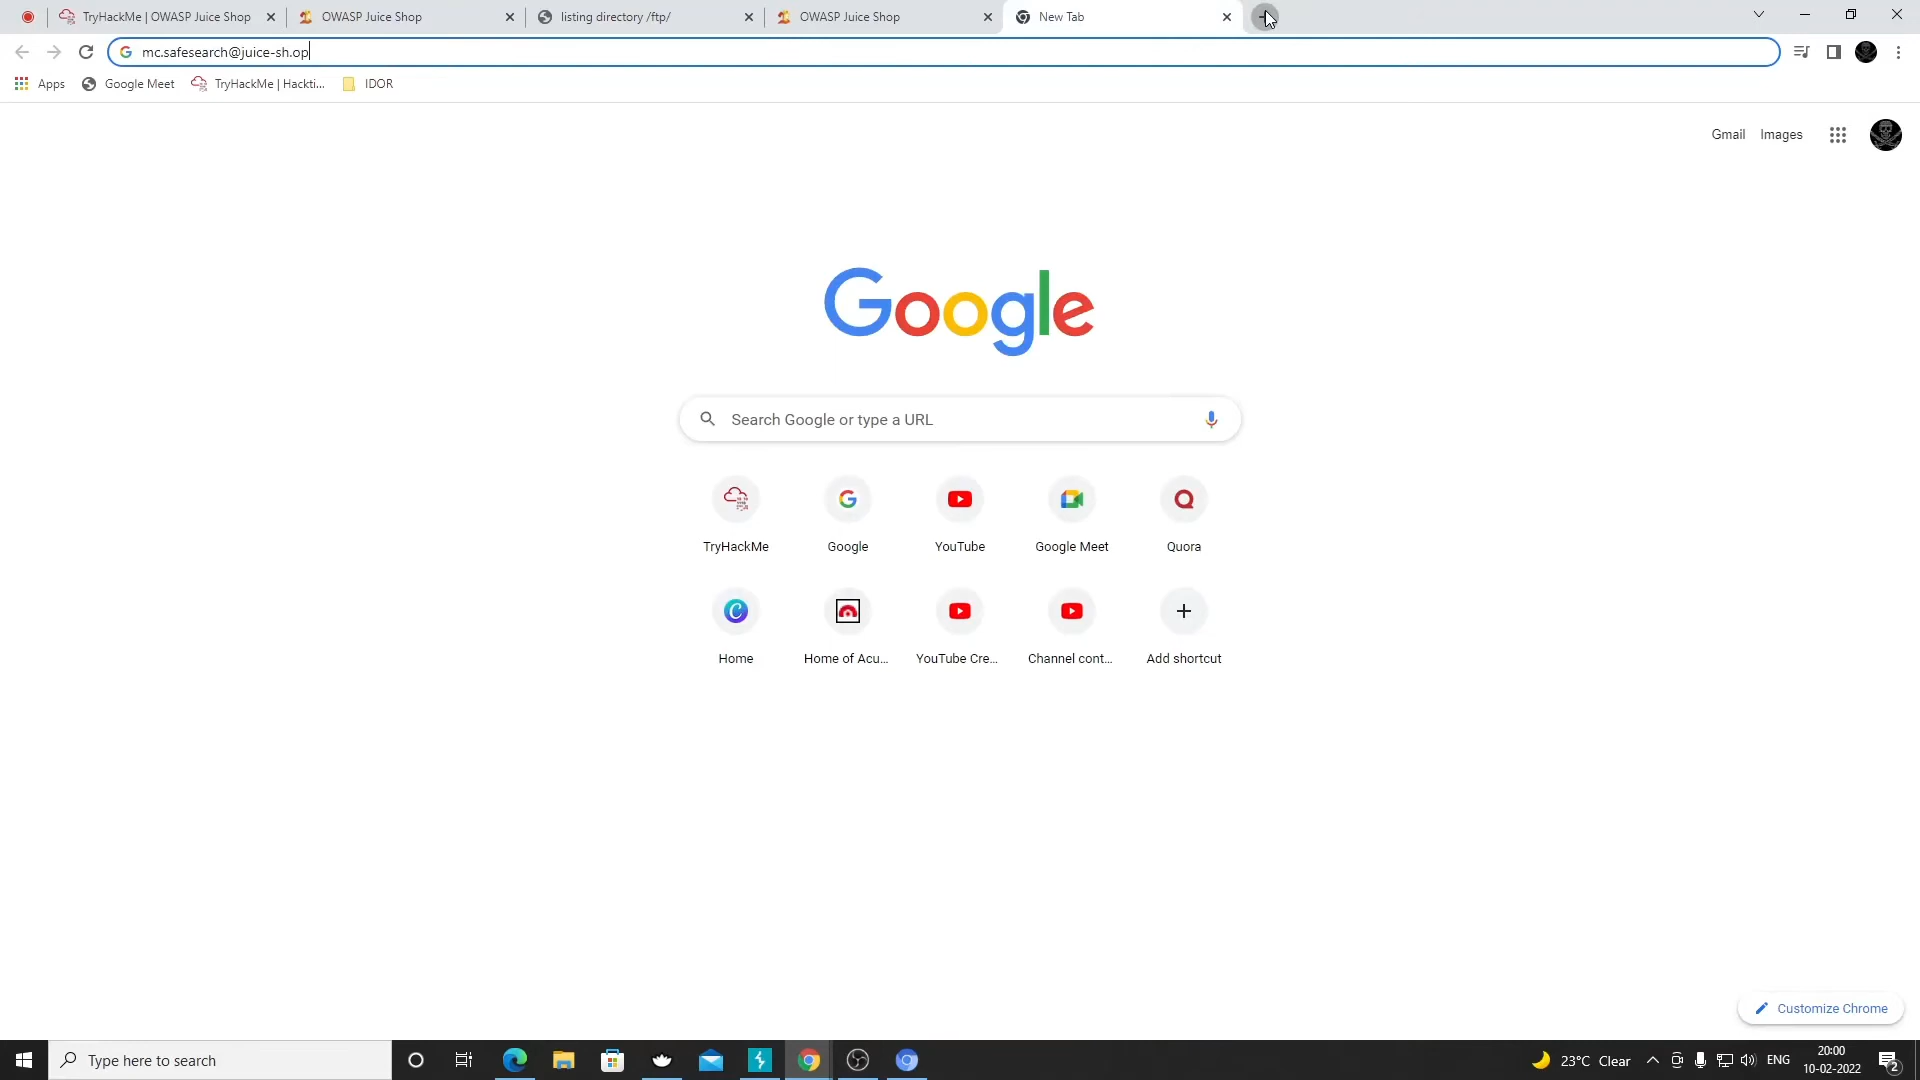 TryHackMe | OWASP Juice Shop
OWASP Juice Shop
listing directory /ftp/
OWASP Juice Shop
New Tab
mc.safesearch@juice-sh.op
Apps
Google Meet
TryHackMe | Hackti...
IDOR
Gmail
Images
Google
Search Google or type a URL
TryHackMe
Google
YouTube
Google Meet
Quora
Home
Home of Acu...
YouTube Cre...
Channel cont...
Add shortcut
Customize Chrome
Type here to search
23°C Clear
ENG
20:00
10-02-2022
2